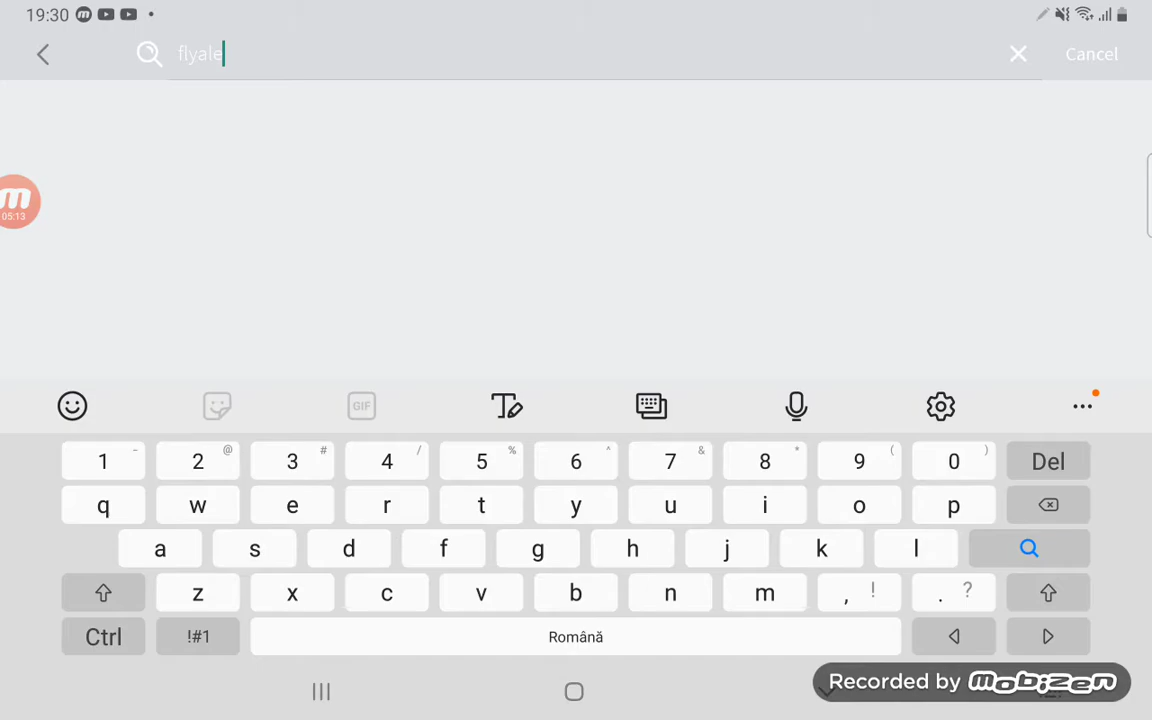 19:30
flyale
Cancel
05:13
GIF
1 - 2 @ 3 # 4 / 5 % 6 ^ 7 & 8 * 9 ( 0 ) Del
q w e r t y u i o p
a s d f g h j k l
z x c v b n m , ! . ?
Ctrl !#1 Română
Recorded by mobizen